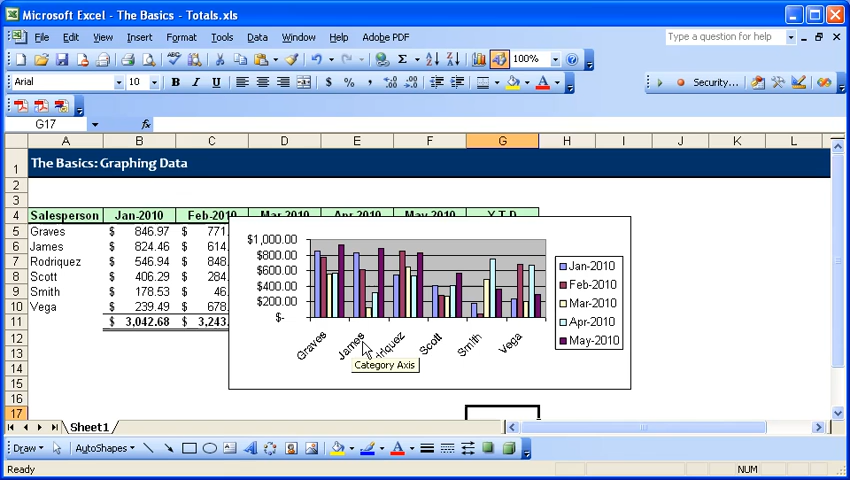 Microsoft Excel - The Basics - Totals.xls
File Edit View Insert Format Tools Data Window Help Adobe PDF
Type a question for help
100%
Arial 10 B I U $ % , Security...
G17 fx
A B C D E F G H I J K L
1 The Basics: Graphing Data
2
3
4 Salesperson Jan-2010 Feb-2010 Mar-2010 Apr-2010 May-2010 Y.T.D.
5 Graves $ 846.97 $ 771.
6 James $ 824.46 $ 614.
7 Rodriquez $ 546.94 $ 848.
8 Scott $ 406.29 $ 284.
9 Smith $ 178.53 $ 46.
10 Vega $ 239.49 $ 678.
11 $ 3,042.68 $ 3,243.
12
13
14
15
16
17
$1,000.00
$800.00
$600.00
$400.00
$200.00
$-
Graves James Scott Smith Vega
Jan-2010
Feb-2010
Mar-2010
Apr-2010
May-2010
Category Axis
Sheet1
Draw AutoShapes
Ready NUM